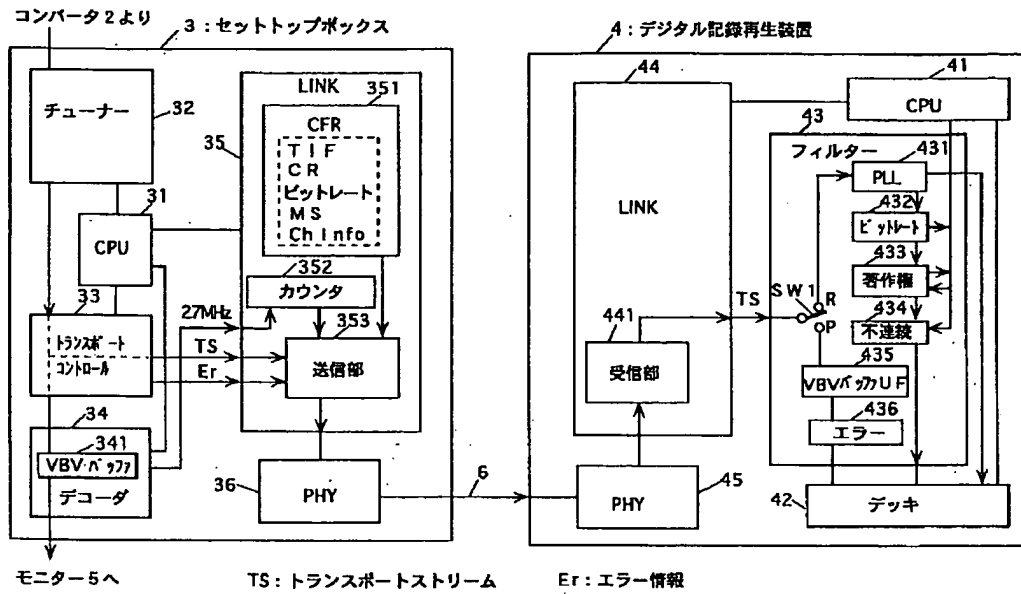 コンバータ2より
3:セットトップボックス
チューナー
32
31
CPU
33
トランスポート
コントロール
34
341
VBV・バッファ
デコーダ
モニター5へ
35
LINK
351
CFR
TIF
CR
ビットレート
MS
ChInfo
352
カウンタ
27MHz
TS
Er
353
送信部
36
PHY
6
4:デジタル記録再生装置
44
LINK
441
受信部
45
PHY
TS
SW1
R
P
41
CPU
43
フィルター
431
PLL
432
ビットレート
433
著作権
434
不連続
435
VBVバッファUF
436
エラー
42
デッキ
TS:トランスポートストリーム
Er:エラー情報